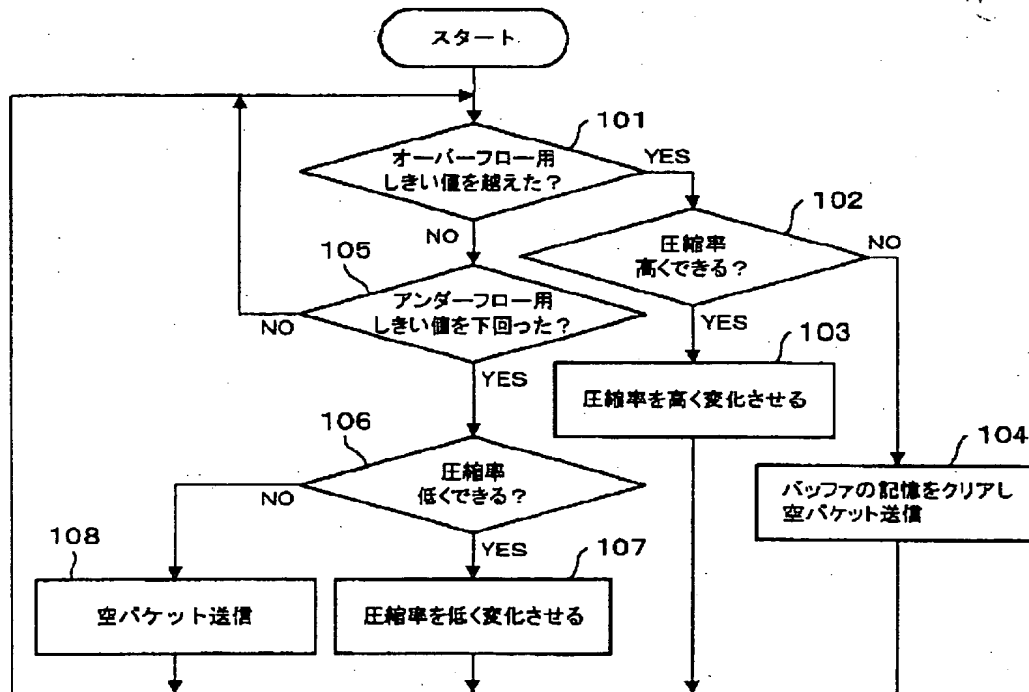 スタート
101
オーバーフロー用
しきい値を越えた?
YES
102
NO
圧縮率
高くできる?
NO
105
アンダーフロー用
しきい値を下回った?
NO
YES
103
YES
圧縮率を高く変化させる
106
圧縮率
低くできる?
NO
104
バッファの記憶をクリアし
空パケット送信
108
YES
107
空パケット送信
圧縮率を低く変化させる